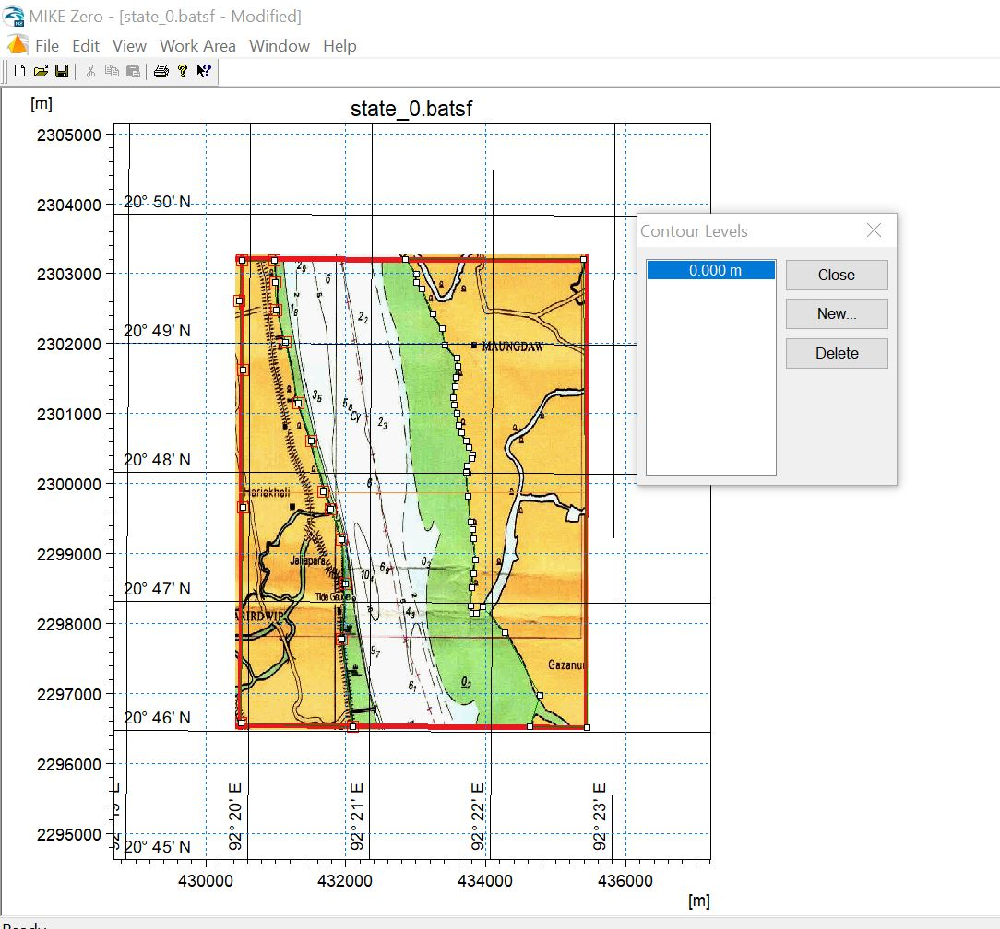 MIKE Zero - [state_0.batsf - Modified]
File Edit View Work Area Window Help
[m]
state_0.batsf
2305000
2304000
20° 50' N
2303000
20° 49' N
2302000
2301000
20° 48' N
2300000
2299000
20° 47' N
2298000
2297000
20° 46' N
2296000
2295000
20° 45' N
92° 20' E
92° 21' E
92° 22' E
92° 23' E
430000 432000 434000 436000
[m]
MAUNGDAW
Jaliapara
Tide Gauge
Gazanu
Contour Levels
0.000 m
Close
New...
Delete